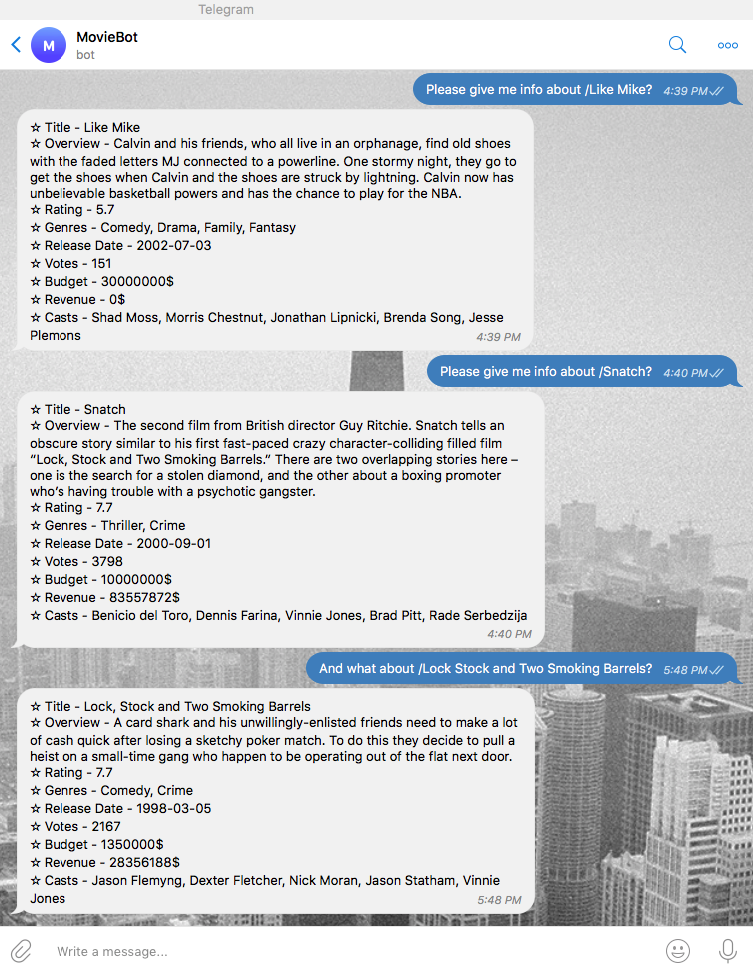 Telegram
M
MovieBot
bot
Please give me info about /Like Mike? 4:39 PM
☆ Title - Like Mike
☆ Overview - Calvin and his friends, who all live in an orphanage, find old shoes
with the faded letters MJ connected to a powerline. One stormy night, they go to
get the shoes when Calvin and the shoes are struck by lightning. Calvin now has
unbelievable basketball powers and has the chance to play for the NBA.
☆ Rating - 5.7
☆ Genres - Comedy, Drama, Family, Fantasy
☆ Release Date - 2002-07-03
☆ Votes - 151
☆ Budget - 30000000$
☆ Revenue - 0$
☆ Casts - Shad Moss, Morris Chestnut, Jonathan Lipnicki, Brenda Song, Jesse
Plemons
4:39 PM
Please give me info about /Snatch? 4:40 PM
☆ Title - Snatch
☆ Overview - The second film from British director Guy Ritchie. Snatch tells an
obscure story similar to his first fast-paced crazy character-colliding filled film
“Lock, Stock and Two Smoking Barrels.” There are two overlapping stories here –
one is the search for a stolen diamond, and the other about a boxing promoter
who’s having trouble with a psychotic gangster.
☆ Rating - 7.7
☆ Genres - Thriller, Crime
☆ Release Date - 2000-09-01
☆ Votes - 3798
☆ Budget - 10000000$
☆ Revenue - 83557872$
☆ Casts - Benicio del Toro, Dennis Farina, Vinnie Jones, Brad Pitt, Rade Serbedzija
4:40 PM
And what about /Lock Stock and Two Smoking Barrels? 5:48 PM
☆ Title - Lock, Stock and Two Smoking Barrels
☆ Overview - A card shark and his unwillingly-enlisted friends need to make a lot
of cash quick after losing a sketchy poker match. To do this they decide to pull a
heist on a small-time gang who happen to be operating out of the flat next door.
☆ Rating - 7.7
☆ Genres - Comedy, Crime
☆ Release Date - 1998-03-05
☆ Votes - 2167
☆ Budget - 1350000$
☆ Revenue - 28356188$
☆ Casts - Jason Flemyng, Dexter Fletcher, Nick Moran, Jason Statham, Vinnie
Jones
5:48 PM
Write a message...